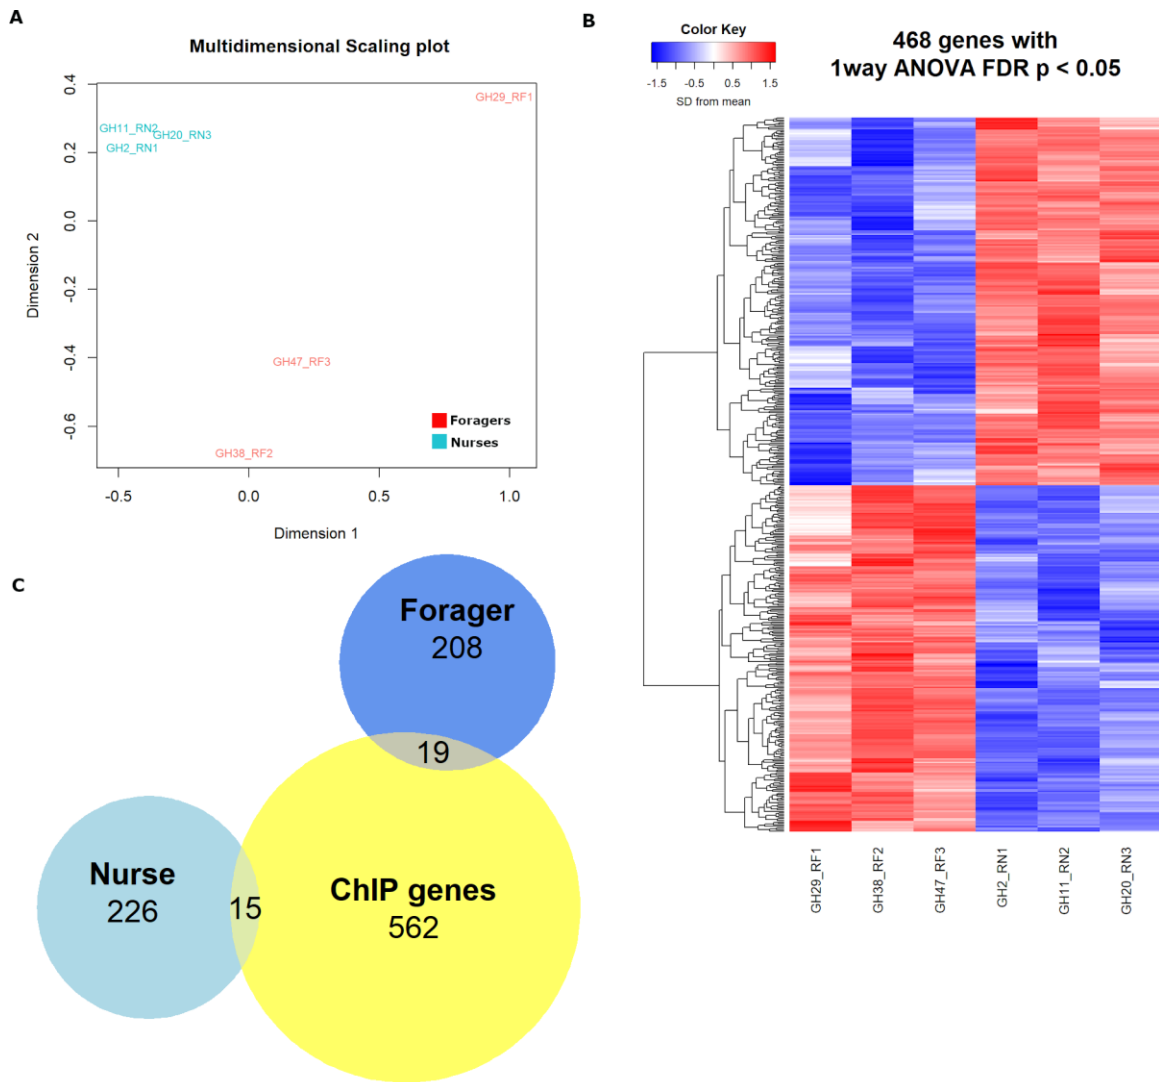 A
Multidimensional Scaling plot
0.4
0.2
0.0
-0.2
-0.4
-0.6
Dimension 2
GH29_RF1
GH11_RN2
GH20_RN3
GH2_RN1
GH47_RF3
GH38_RF2
Foragers
Nurses
-0.5
0.0
0.5
1.0
Dimension 1
B
Color Key
-1.5
-0.5
0.5
1.5
SD from mean
468 genes with
1way ANOVA FDR p < 0.05
GH29_RF1
GH38_RF2
GH47_RF3
GH2_RN1
GH11_RN2
GH20_RN3
C
Forager
208
19
Nurse
226
15
ChIP genes
562